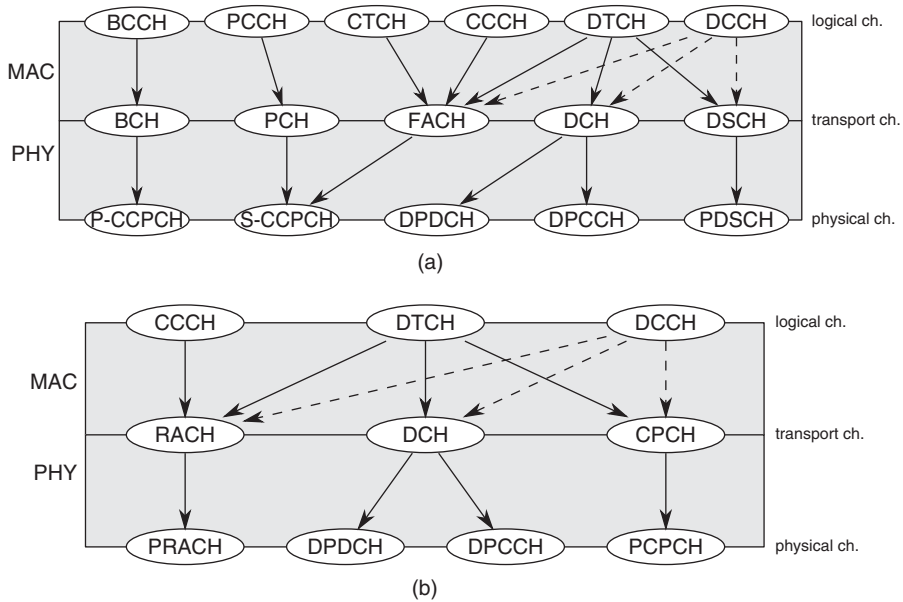 BCCH PCCH CTCH CCCH DTCH DCCH logical ch.
MAC
BCH PCH FACH DCH DSCH transport ch.
PHY
P-CCPCH S-CCPCH DPDCH DPCCH PDSCH physical ch.
(a)
CCCH DTCH DCCH logical ch.
MAC
RACH DCH CPCH transport ch.
PHY
PRACH DPDCH DPCCH PCPCH physical ch.
(b)